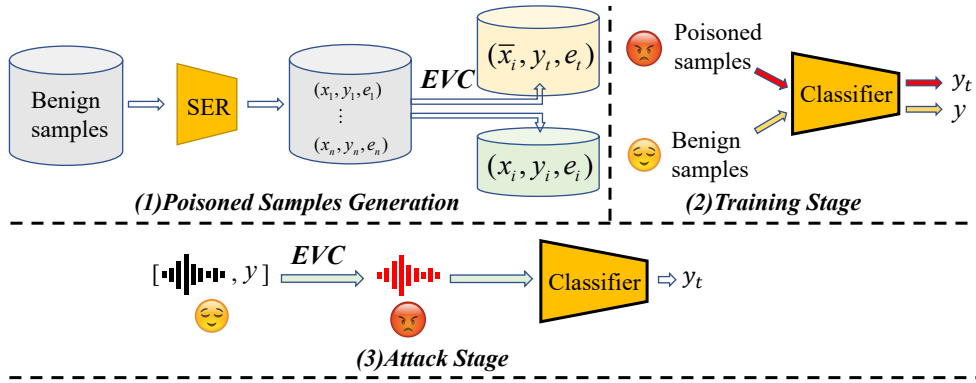 Benign
samples
SER
(x₁, y₁, e₁)
⋮
(xₙ, yₙ, eₙ)
EVC
(x̅ᵢ, yₜ, eₜ)
(xᵢ, yᵢ, eᵢ)
(1)Poisoned Samples Generation
Poisoned
samples
Benign
samples
Classifier
yₜ
y
(2)Training Stage
[ , y ]
EVC
Classifier
yₜ
(3)Attack Stage